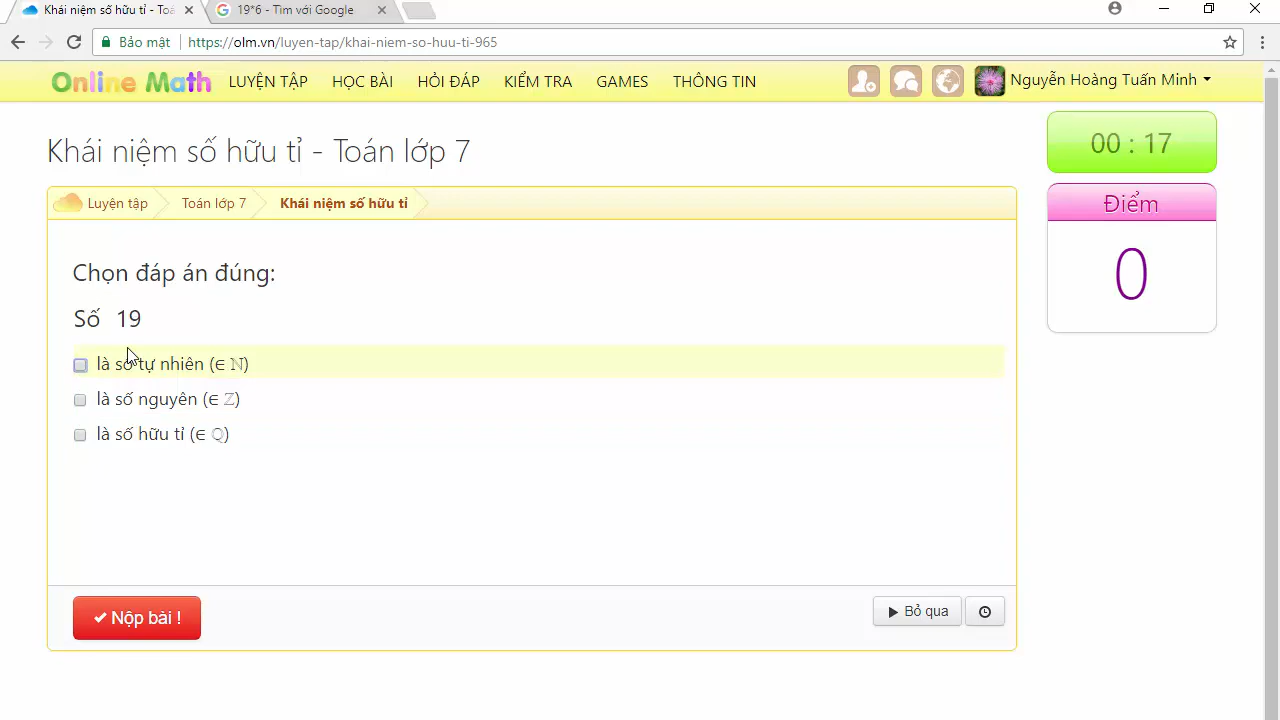 Khái niệm số hữu tỉ - Toá
19*6 - Tìm với Google
Bảo mật
https://olm.vn/luyen-tap/khai-niem-so-huu-ti-965
Online Math
LUYỆN TẬP
HỌC BÀI
HỎI ĐÁP
KIỂM TRA
GAMES
THÔNG TIN
Nguyễn Hoàng Tuấn Minh
Khái niệm số hữu tỉ - Toán lớp 7
00 : 17
Luyện tập
Toán lớp 7
Khái niệm số hữu tỉ
Điểm
0
Chọn đáp án đúng:
Số 19
là số tự nhiên (∈ ℕ)
là số nguyên (∈ ℤ)
là số hữu tỉ (∈ ℚ)
Nộp bài !
Bỏ qua